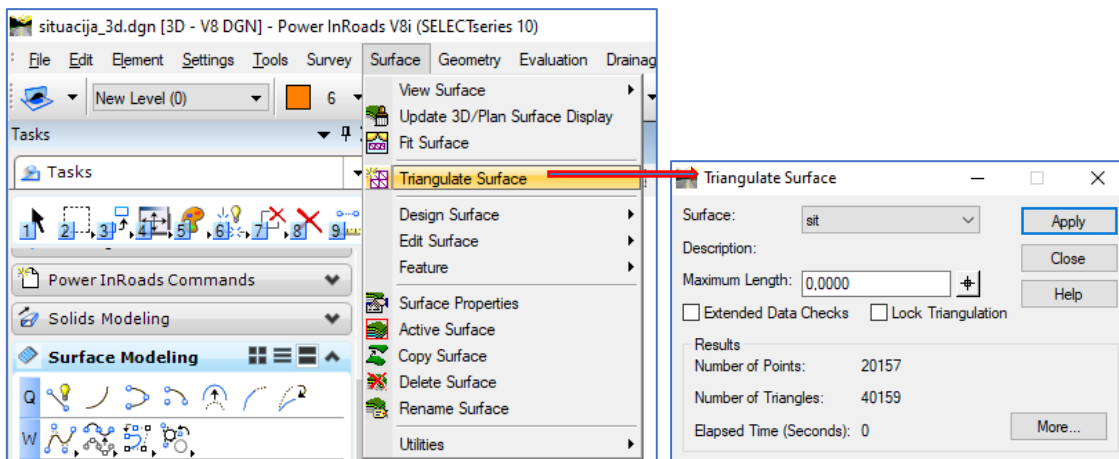 situacija_3d.dgn [3D - V8 DGN] - Power InRoads V8i (SELECTseries 10)
File Edit Element Settings Tools Survey Surface Geometry Evaluation
New Level (0) 6
Tasks
Tasks
1 2 3 4 5 6 7 8 9
Power InRoads Commands
Solids Modeling
Surface Modeling
Q
W
View Surface
Update 3D/Plan Surface Display
Fit Surface
Triangulate Surface
Design Surface
Edit Surface
Feature
Surface Properties
Active Surface
Copy Surface
Delete Surface
Rename Surface
Utilities
Triangulate Surface
Surface: sit Apply
Description: Close
Maximum Length: 0,0000 Help
Extended Data Checks Lock Triangulation
Results
Number of Points: 20157
Number of Triangles: 40159
Elapsed Time (Seconds): 0 More...